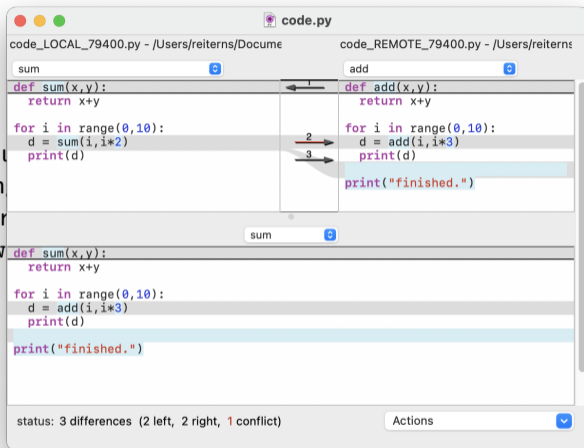 code.py
code_LOCAL_79400.py - /Users/reiterns/Docume
code_REMOTE_79400.py - /Users/reiterns
sum
add
def sum(x,y):
return x+y
for i in range(0,10):
d = sum(i,i*2)
print(d)
1
2
3
def add(x,y):
return x+y
for i in range(0,10):
d = add(i,i*3)
print(d)
print("finished.")
sum
def sum(x,y):
return x+y
for i in range(0,10):
d = add(i,i*3)
print(d)
print("finished.")
status: 3 differences (2 left, 2 right, 1 conflict)
Actions